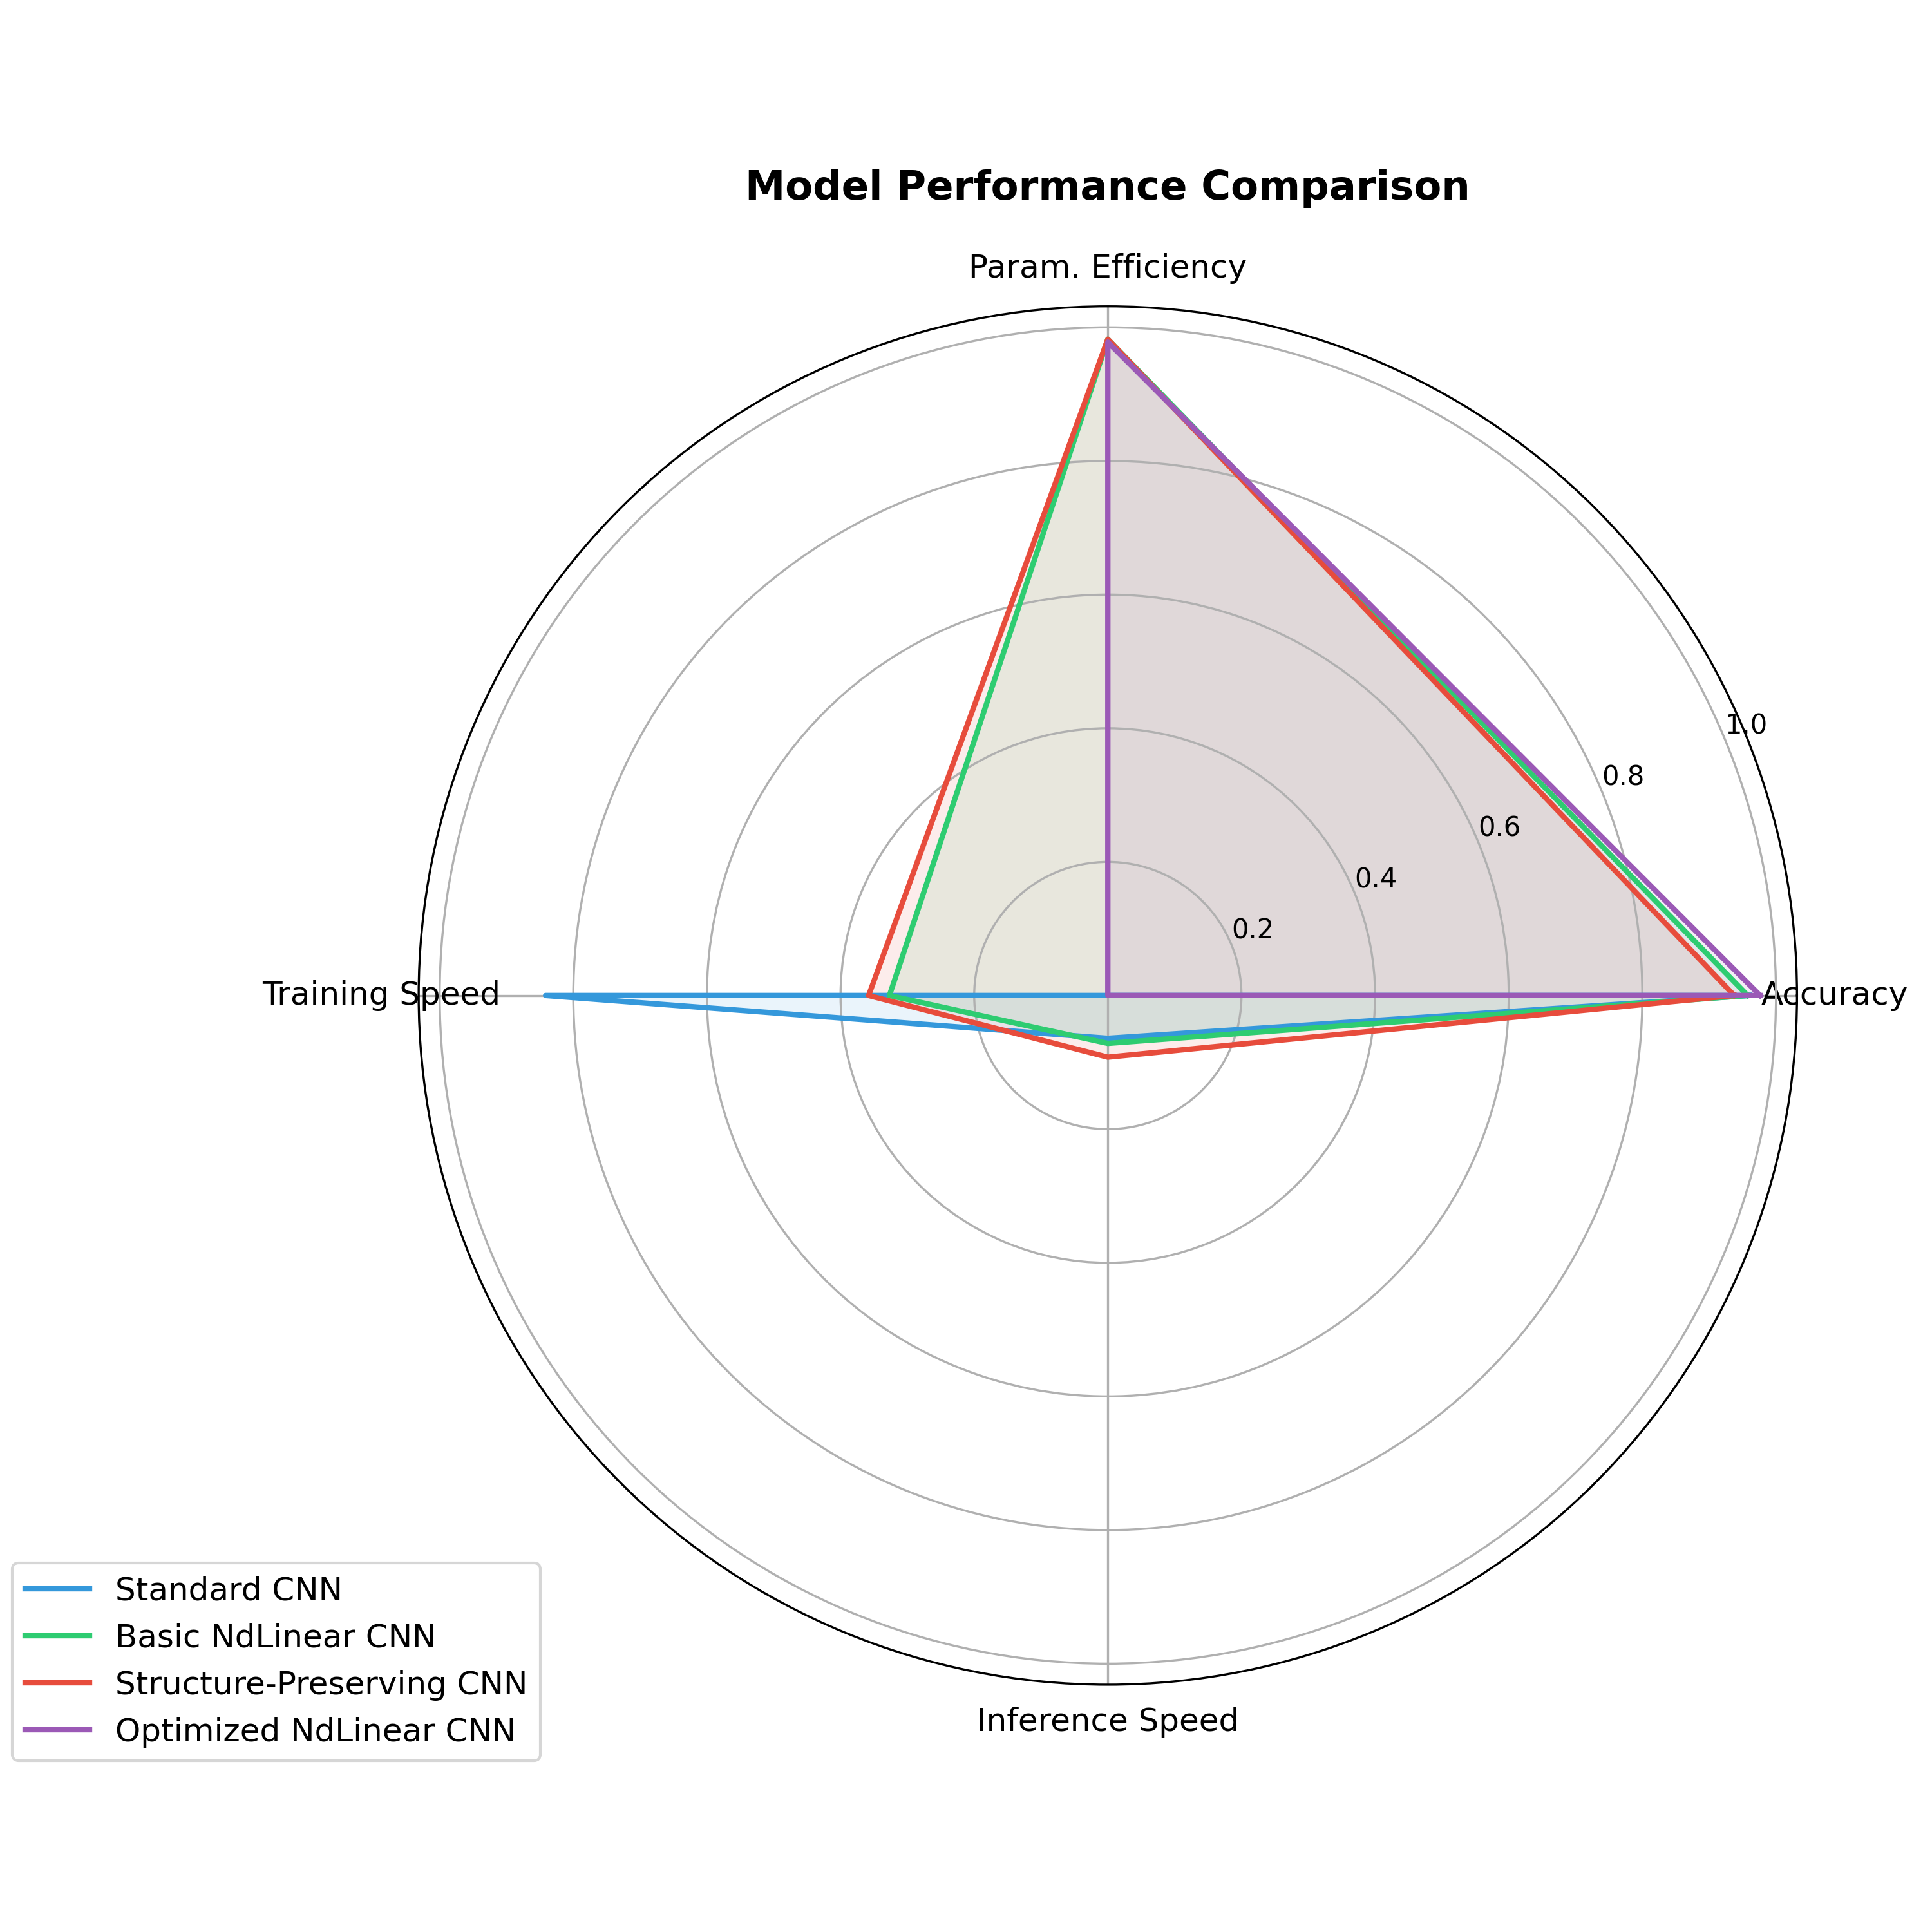 Model Performance Comparison
Param. Efficiency
1.0
0.8
0.6
0.4
0.2
Training Speed
Accuracy
Inference Speed
Standard CNN
Basic NdLinear CNN
Structure-Preserving CNN
Optimized NdLinear CNN